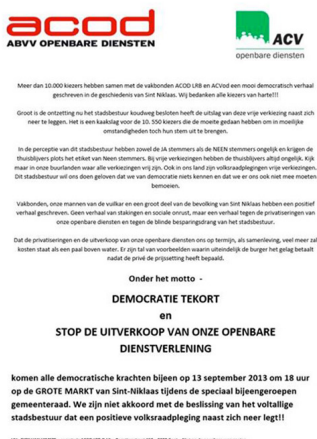 acod
ABVV OPENBARE DIENSTEN
ACV
openbare diensten
Meer dan 10.000 kiezers hebben samen met de vakbonden ACOD LRB en ACVod een mooi democratisch verhaal
geschreven in de geschiedenis van Sint Niklaas. Wij bedanken alle kiezers van harte!!!
Groot is de ontzetting nu het stadsbestuur koudweg besloten heeft de uitslag van deze vrije verkiezing naast zich
neer te leggen. Het is een kaakslag voor de 10. 550 kiezers die de moeite gedaan hebben om in moeilijke
omstandigheden toch hun stem uit te brengen.
In de perceptie van dit stadsbestuur hebben zowel de JA stemmers als de NEEN stemmers ongelijk en krijgen de
thuisblijvers plots het etiket van Neen stemmers. Bij vrije verkiezingen hebben de thuisblijvers altijd ongelijk. Kijk
maar in onze buurlanden waar alle verkiezingen vrij zijn. Ook in ons land zijn volksraadplegingen vrije verkiezingen.
Dit stadsbestuur wil ons doen geloven dat we van democratie niets kennen en dat we er ons ook niet mee moeten
bemoeien.
Vakbonden, onze mannen van de vuilkar en een groot deel van de bevolking van Sint Niklaas hebben een positief
verhaal geschreven. Geen verhaal van stakingen en sociale onrust, maar een verhaal tegen de privatiseringen van
onze openbare diensten en tegen de blinde besparingsdrang van het stadsbestuur.
Dat de privatiseringen en de uitverkoop van onze openbare diensten ons op termijn, als samenleving, veel meer zal
kosten staat als een paal boven water. Er zijn tal van voorbeelden waarin uiteindelijk de burger het gelag betaalt
nadat de privé de prijszetting heeft bepaald.
Onder het motto -
DEMOCRATIE TEKORT
en
STOP DE UITVERKOOP VAN ONZE OPENBARE
DIENSTVERLENING
komen alle democratische krachten bijeen op 13 september 2013 om 18 uur
op de GROTE MARKT van Sint-Niklaas tijdens de speciaal bijeengeroepen
gemeenteraad. We zijn niet akkoord met de beslissing van het voltallige
stadsbestuur dat een positieve volksraadpleging naast zich neer legt!!